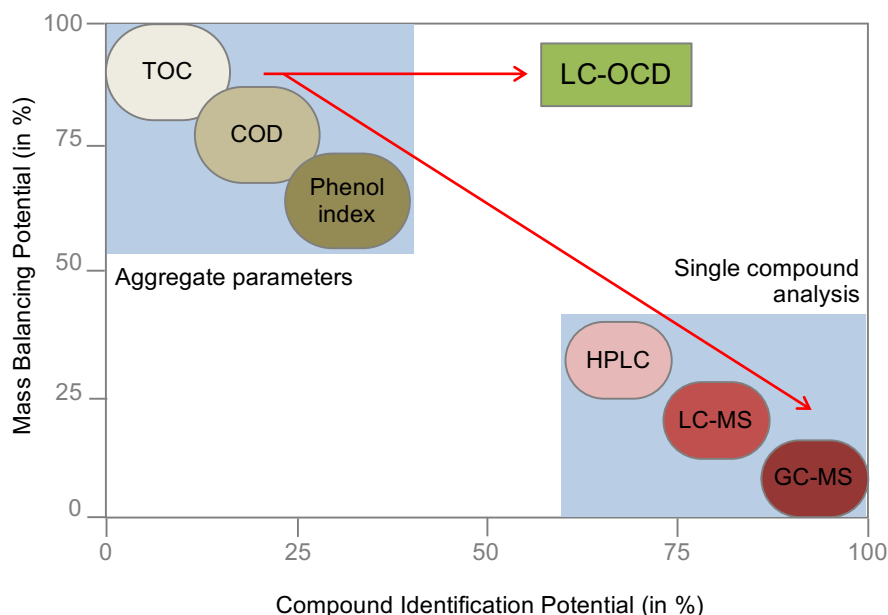 100
TOC
LC-OCD
COD
75
Phenol
index
50
Aggregate parameters
Single compound
analysis
HPLC
25
LC-MS
GC-MS
0
0
25
50
75
100
Mass Balancing Potential (in %)
Compound Identification Potential (in %)